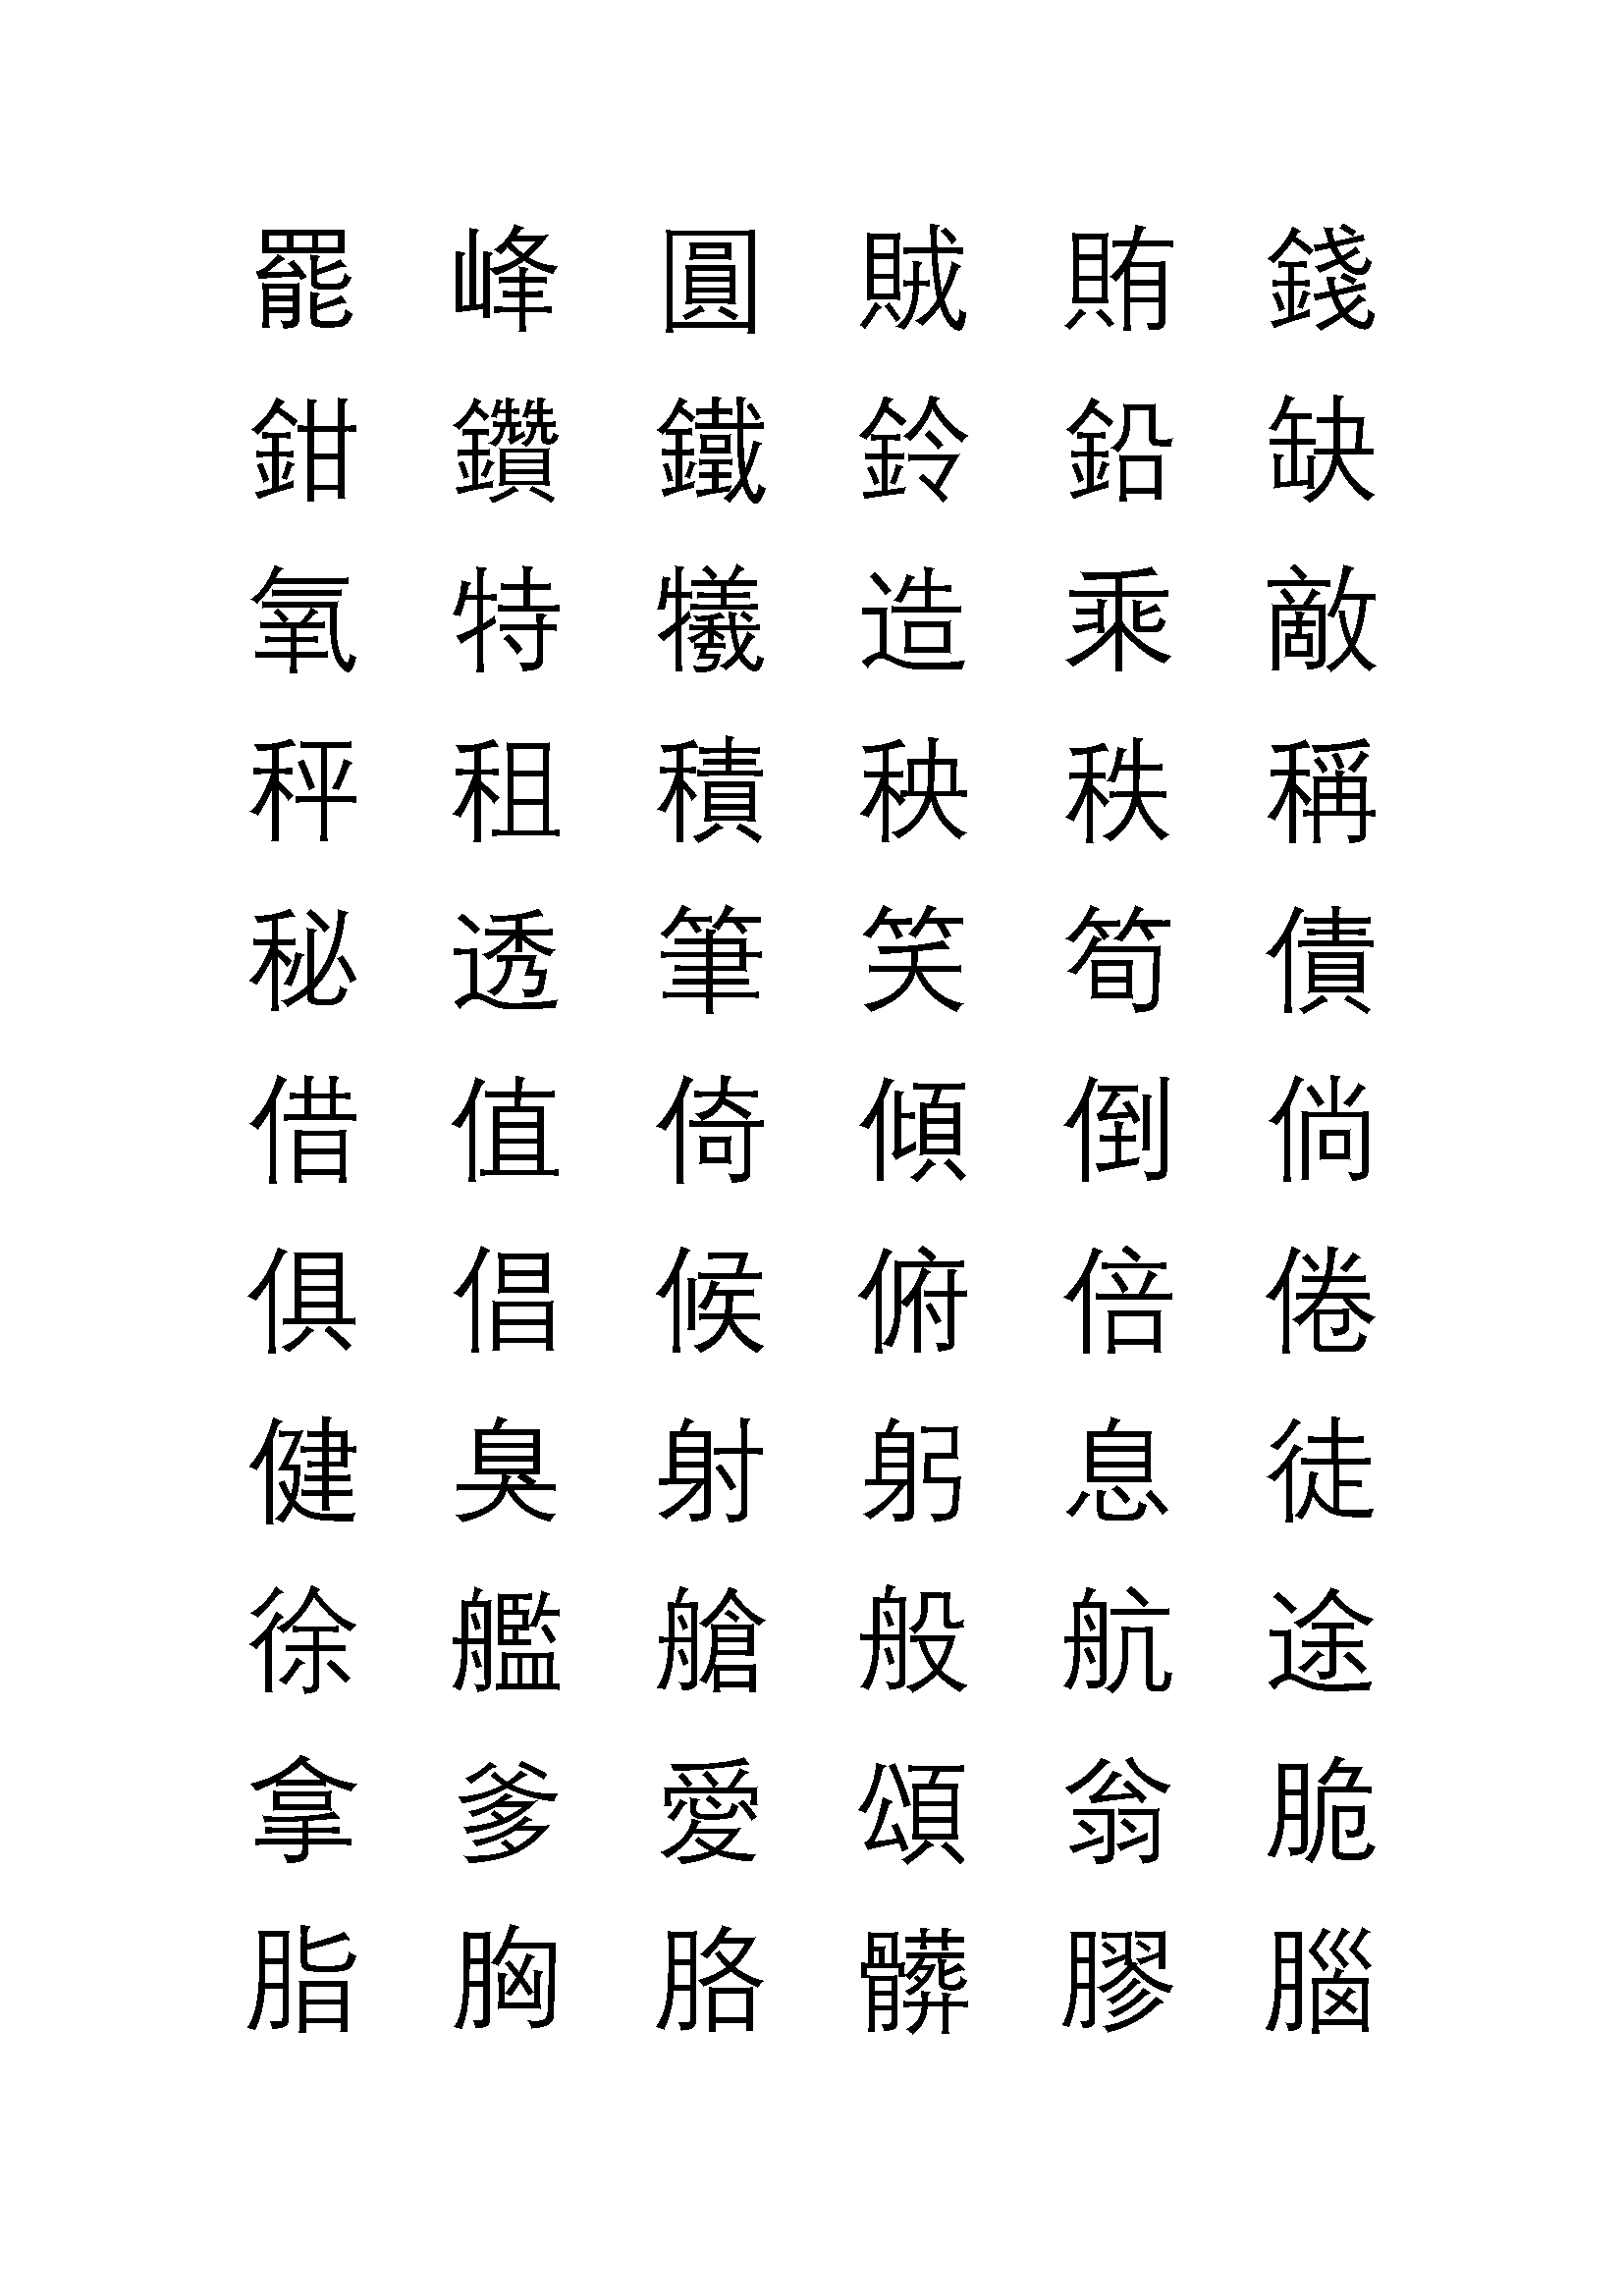 罷 峰 圓 賊 賄 錢
鉗 鑽 鐵 鈴 鉛 缺
氧 特 犧 造 乘 敵
秤 租 積 秧 秩 稱
秘 透 筆 笑 筍 債
借 值 倚 傾 倒 倘
俱 倡 候 俯 倍 倦
健 臭 射 躬 息 徒
徐 艦 艙 般 航 途
拿 爹 愛 頌 翁 脆
脂 胸 胳 髒 膠 腦